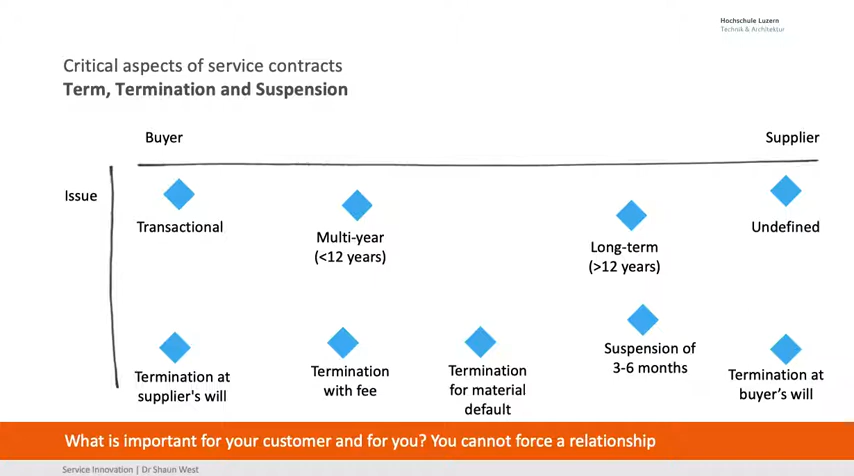 Hochschule Luzern
Technik & Architektur
Critical aspects of service contracts
Term, Termination and Suspension
Buyer
Supplier
Issue
Transactional
Multi-year
(<12 years)
Long-term
(>12 years)
Undefined
Termination at
supplier's will
Termination
with fee
Termination
for material
default
Suspension of
3-6 months
Termination at
buyer’s will
What is important for your customer and for you? You cannot force a relationship
Service Innovation | Dr Shaun West